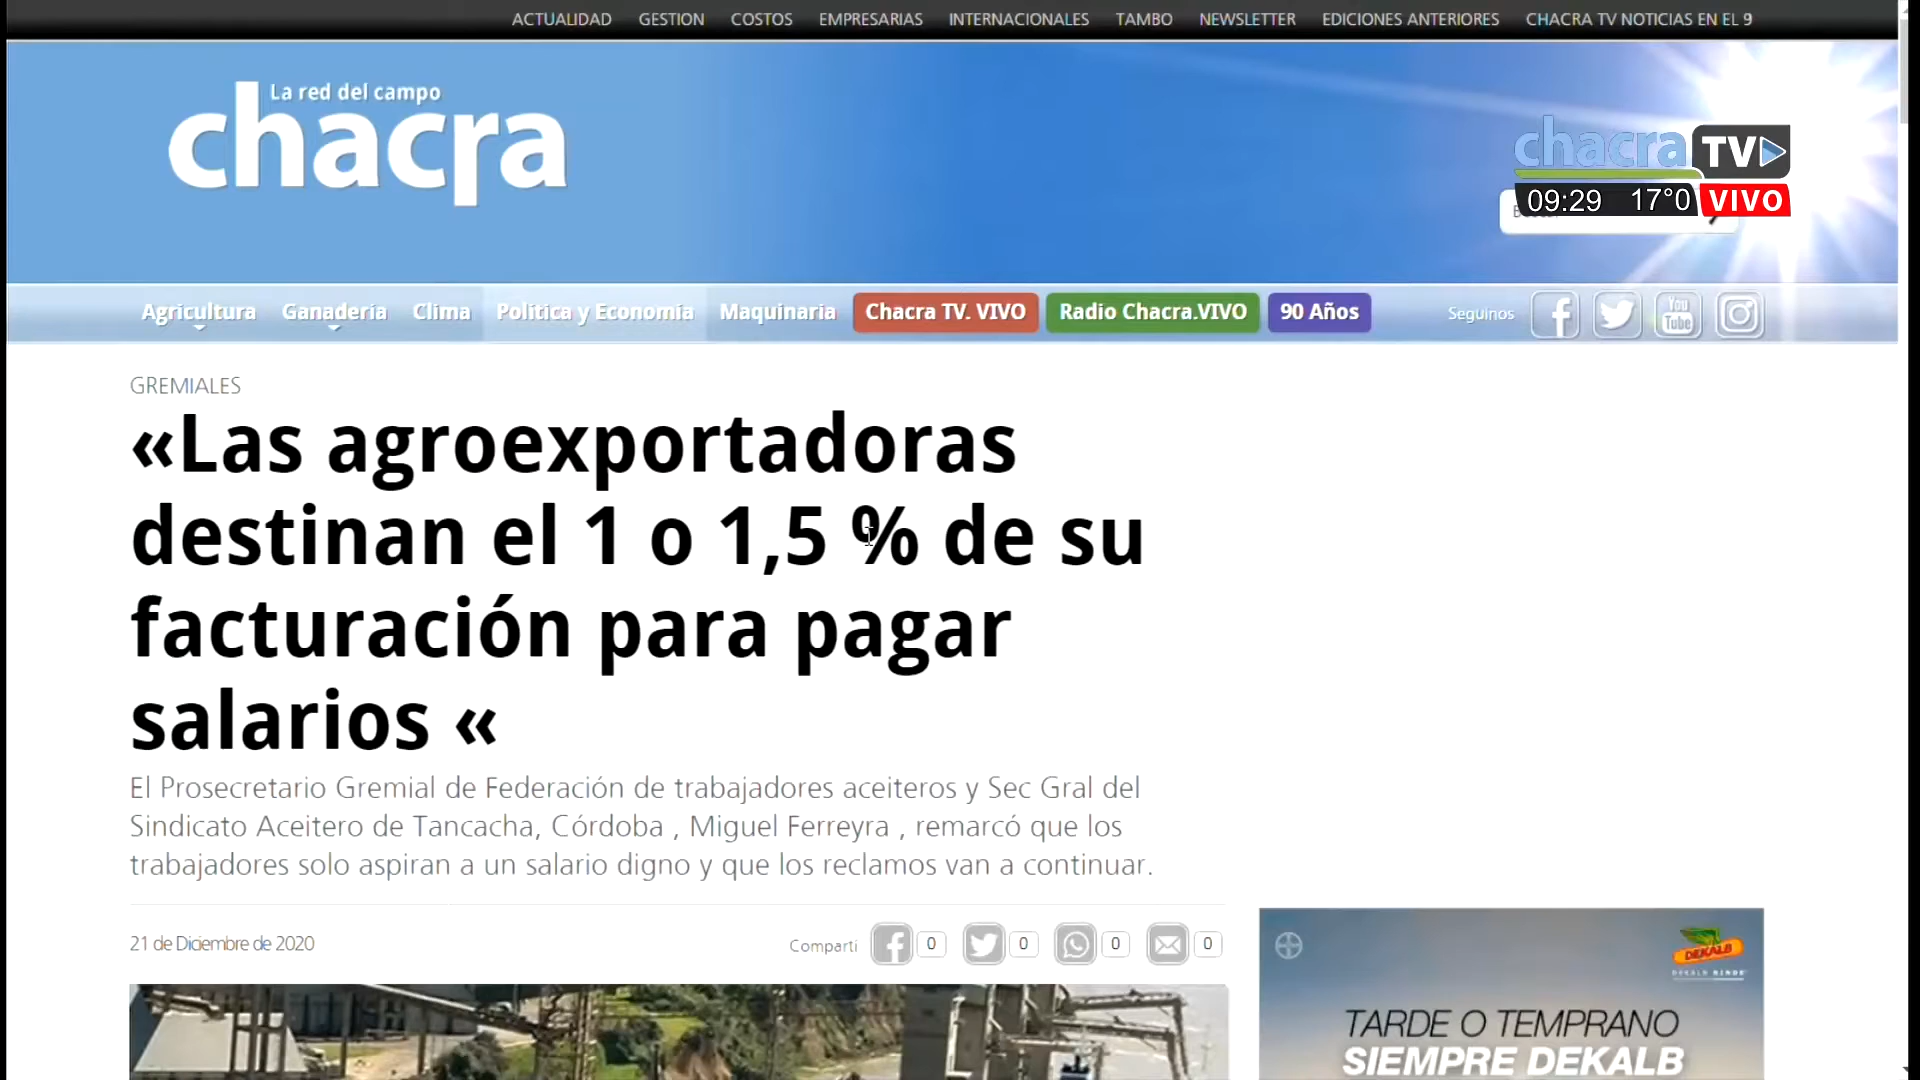 ACTUALIDAD GESTION COSTOS EMPRESARIAS INTERNACIONALES TAMBO NEWSLETTER EDICIONES ANTERIORES CHACRA TV NOTICIAS EN EL 9
La red del campo
chacra
chacra TV
09:29 17°0 VIVO
Agricultura Ganadería Clima Política y Economía Maquinaria Chacra TV. VIVO Radio Chacra.VIVO 90 Años Seguinos You Tube
GREMIALES
«Las agroexportadoras
destinan el 1 o 1,5 % de su
facturación para pagar
salarios «
El Prosecretario Gremial de Federación de trabajadores aceiteros y Sec Gral del
Sindicato Aceitero de Tancacha, Córdoba , Miguel Ferreyra , remarcó que los
trabajadores solo aspiran a un salario digno y que los reclamos van a continuar.
21 de Diciembre de 2020
Compartí 0 0 0 0
DEKALB
TARDE O TEMPRANO
SIEMPRE DEKALB